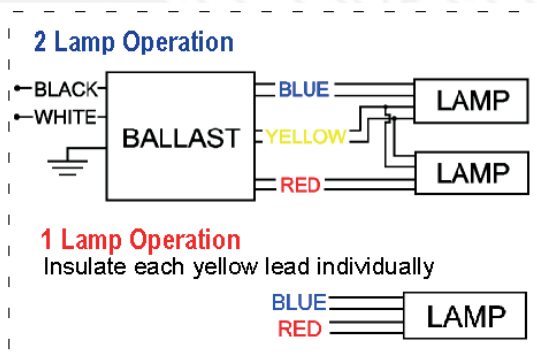 2 Lamp Operation
BLACK
WHITE
BALLAST
BLUE
YELLOW
RED
LAMP
LAMP
1 Lamp Operation
Insulate each yellow lead individually
BLUE
RED
LAMP